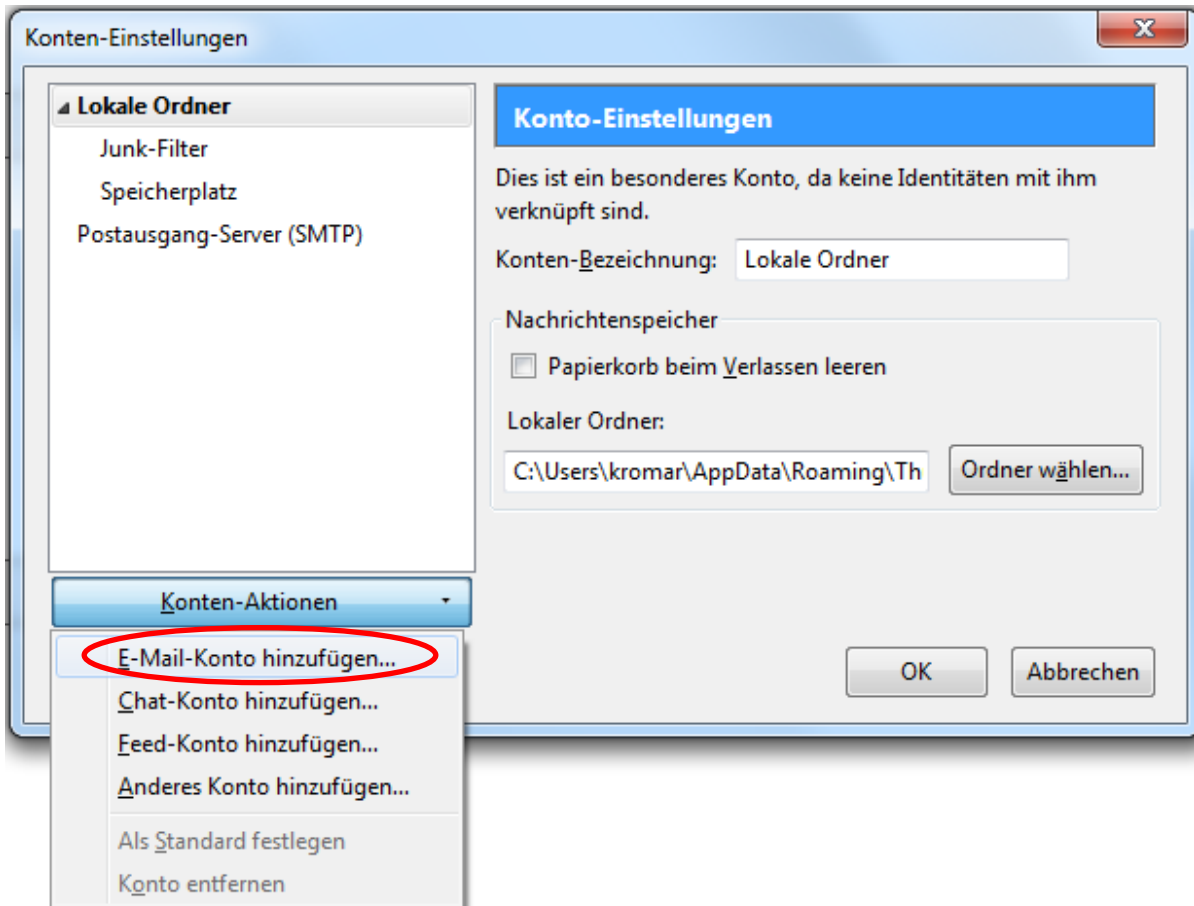 Konten-Einstellungen
Lokale Ordner
Junk-Filter
Speicherplatz
Postausgang-Server (SMTP)
Konto-Einstellungen
Dies ist ein besonderes Konto, da keine Identitäten mit ihm
verknüpft sind.
Konten-Bezeichnung: Lokale Ordner
Nachrichtenspeicher
Papierkorb beim Verlassen leeren
Lokaler Ordner:
C:\Users\kromar\AppData\Roaming\Th Ordner wählen...
Konten-Aktionen
E-Mail-Konto hinzufügen...
Chat-Konto hinzufügen...
Feed-Konto hinzufügen...
Anderes Konto hinzufügen...
Als Standard festlegen
Konto entfernen
OK Abbrechen